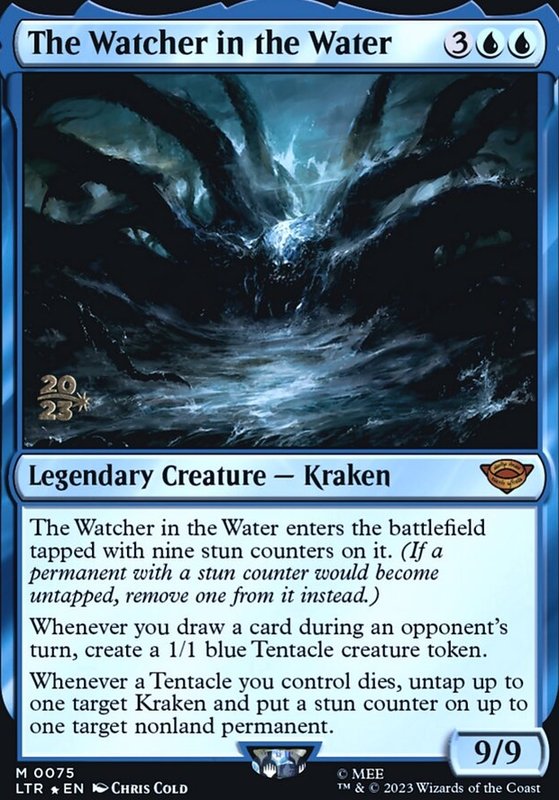 The Watcher in the Water 3
20
23
Legendary Creature — Kraken
The Watcher in the Water enters the battlefield
tapped with nine stun counters on it. (If a
permanent with a stun counter would become
untapped, remove one from it instead.)
Whenever you draw a card during an opponent's
turn, create a 1/1 blue Tentacle creature token.
Whenever a Tentacle you control dies, untap up to
one target Kraken and put a stun counter on up to
one target nonland permanent.
9/9
M 0075
LTR ★ EN Chris Cold
© MEE
™ & © 2023 Wizards of the Coast